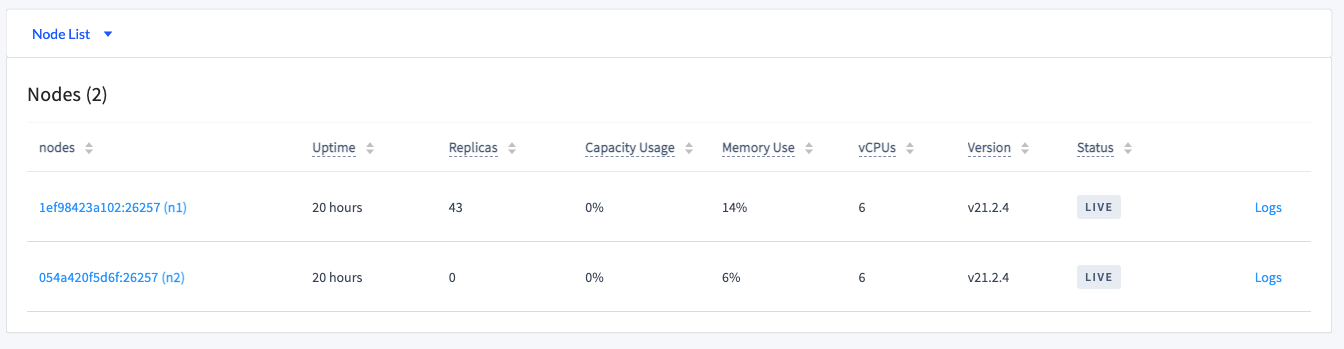 Node List
Nodes (2)
nodes Uptime Replicas Capacity Usage Memory Use vCPUs Version Status
1ef98423a102:26257 (n1) 20 hours 43 0% 14% 6 v21.2.4 LIVE Logs
054a420f5d6f:26257 (n2) 20 hours 0 0% 6% 6 v21.2.4 LIVE Logs